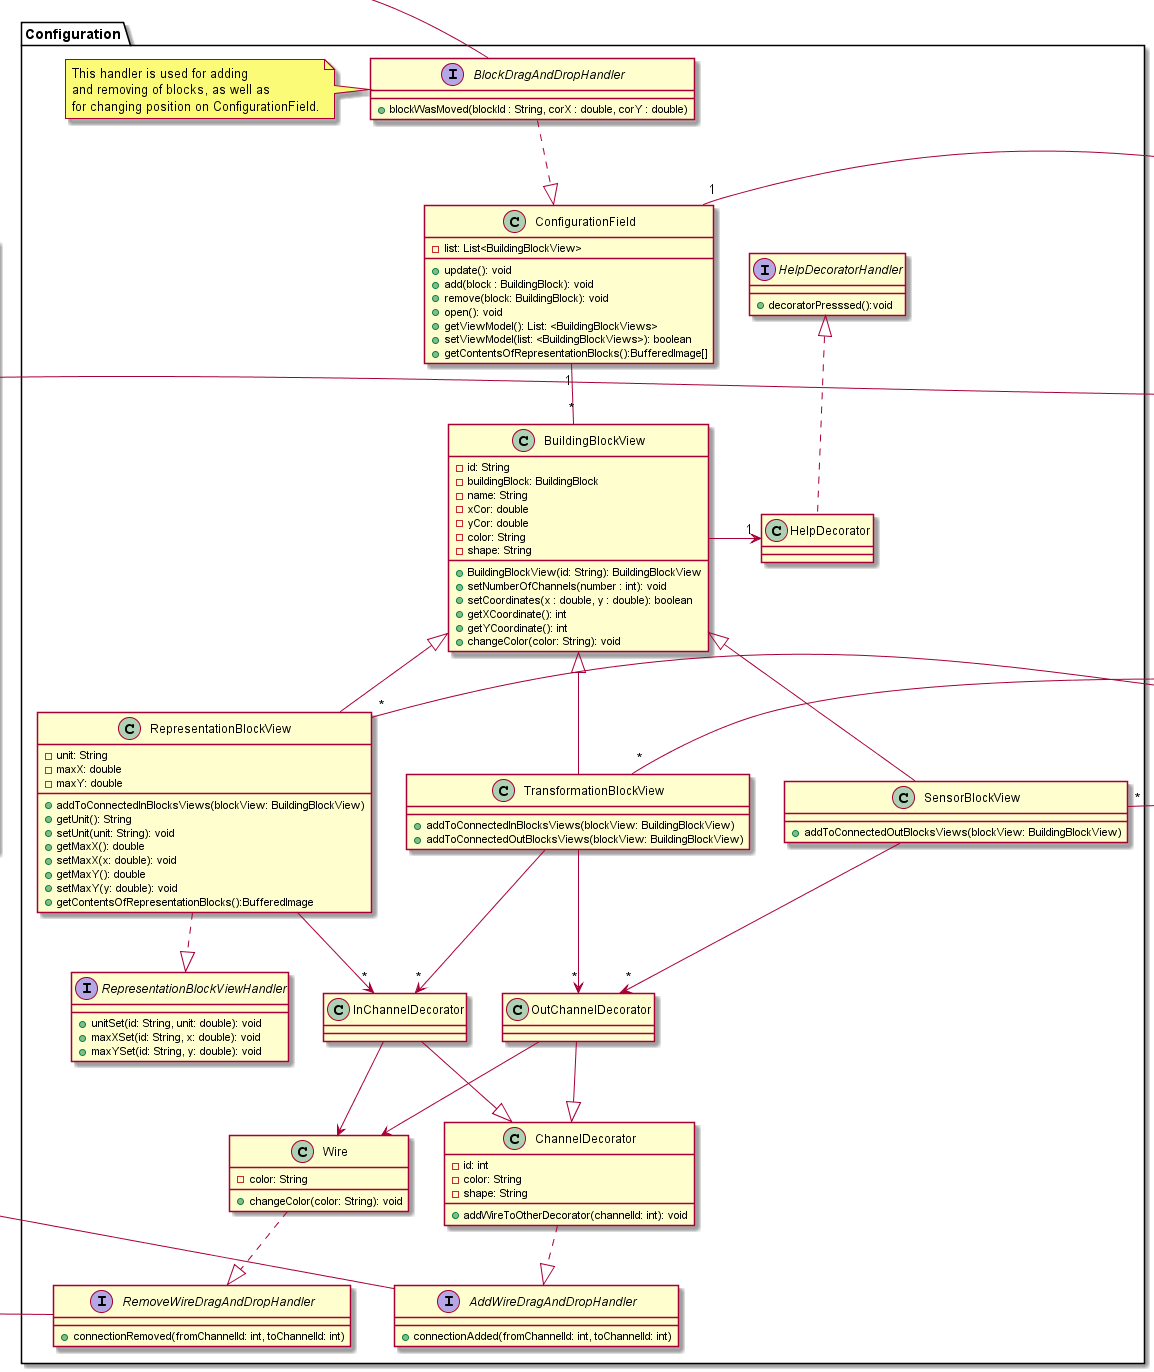 Configuration
This handler is used for adding
and removing of blocks, as well as
for changing position on ConfigurationField.
I BlockDragAndDropHandler
blockWasMoved(blockId : String, corX : double, corY : double)
1
C ConfigurationField
list: List<BuildingBlockView>
update(): void
add(block : BuildingBlock): void
remove(block: BuildingBlock): void
open(): void
getViewModel(): List: <BuildingBlockViews>
setViewModel(list: <BuildingBlockViews>): boolean
getContentsOfRepresentationBlocks():BufferedImage[]
I HelpDecoratorHandler
decoratorPresssed():void
1
*
C BuildingBlockView
id: String
buildingBlock: BuildingBlock
name: String
xCor: double
yCor: double
color: String
shape: String
BuildingBlockView(id: String): BuildingBlockView
setNumberOfChannels(number : int): void
setCoordinates(x : double, y : double): boolean
getXCoordinate(): int
getYCoordinate(): int
changeColor(color: String): void
1
C HelpDecorator
*
C RepresentationBlockView
unit: String
maxX: double
maxY: double
addToConnectedInBlocksViews(blockView: BuildingBlockView)
getUnit(): String
setUnit(unit: String): void
getMaxX(): double
setMaxX(x: double): void
getMaxY(): double
setMaxY(y: double): void
getContentsOfRepresentationBlocks():BufferedImage
*
C TransformationBlockView
addToConnectedInBlocksViews(blockView: BuildingBlockView)
addToConnectedOutBlocksViews(blockView: BuildingBlockView)
*
C SensorBlockView
addToConnectedOutBlocksViews(blockView: BuildingBlockView)
I RepresentationBlockViewHandler
unitSet(id: String, unit: double): void
maxXSet(id: String, x: double): void
maxYSet(id: String, y: double): void
* * * *
C InChannelDecorator
C OutChannelDecorator
C Wire
color: String
changeColor(color: String): void
C ChannelDecorator
id: int
color: String
shape: String
addWireToOtherDecorator(channelId: int): void
I RemoveWireDragAndDropHandler
connectionRemoved(fromChannelId: int, toChannelId: int)
I AddWireDragAndDropHandler
connectionAdded(fromChannelId: int, toChannelId: int)